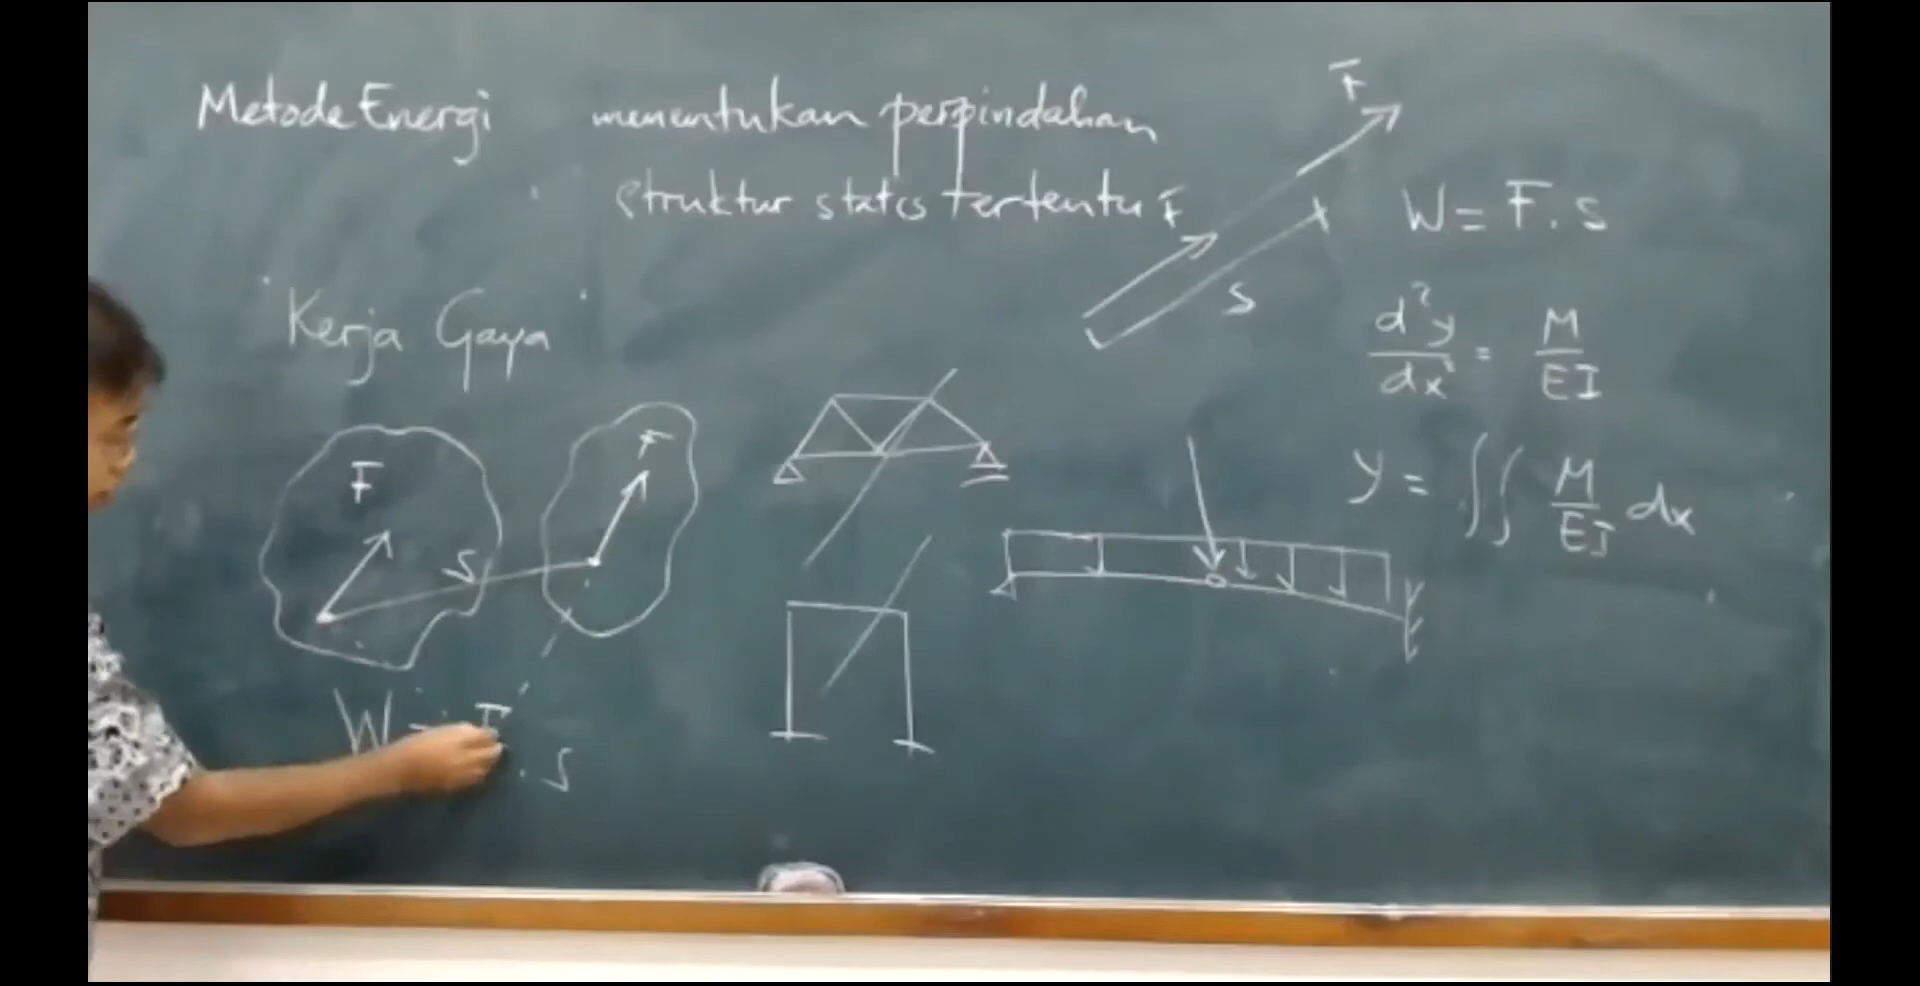 Metode Energi menentukan perpindahan
struktur statis tertentu
Kerja Gaya
F
S
F
F
F
S
W = F . s
d²y/dx² = M/EI
y = ∫∫ M/EI dx
W = F . s